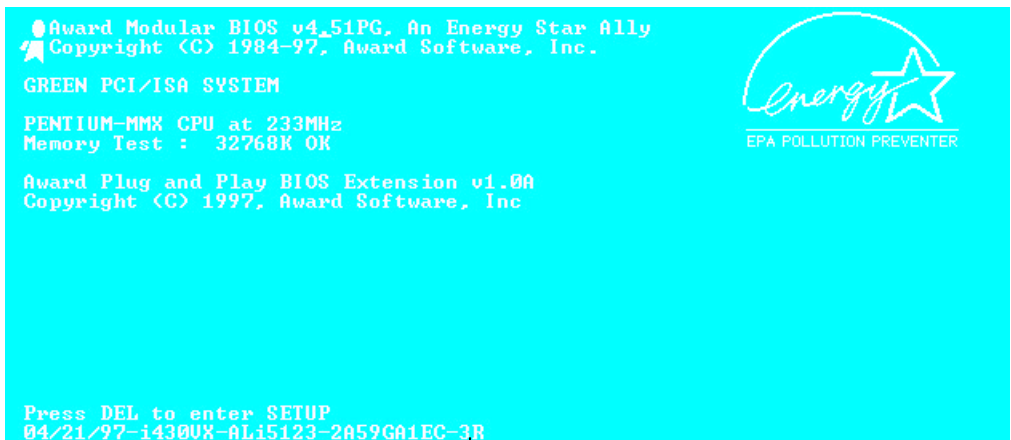 Award Modular BIOS v4.51PG, An Energy Star Ally
Copyright (C) 1984-97, Award Software, Inc.
energy
EPA POLLUTION PREVENTER
GREEN PCI/ISA SYSTEM
PENTIUM-MMX CPU at 233MHz
Memory Test :  32768K OK
Award Plug and Play BIOS Extension v1.0A
Copyright (C) 1997, Award Software, Inc
Press DEL to enter SETUP
04/21/97-i430VX-ALi5123-2A59GA1EC-3R